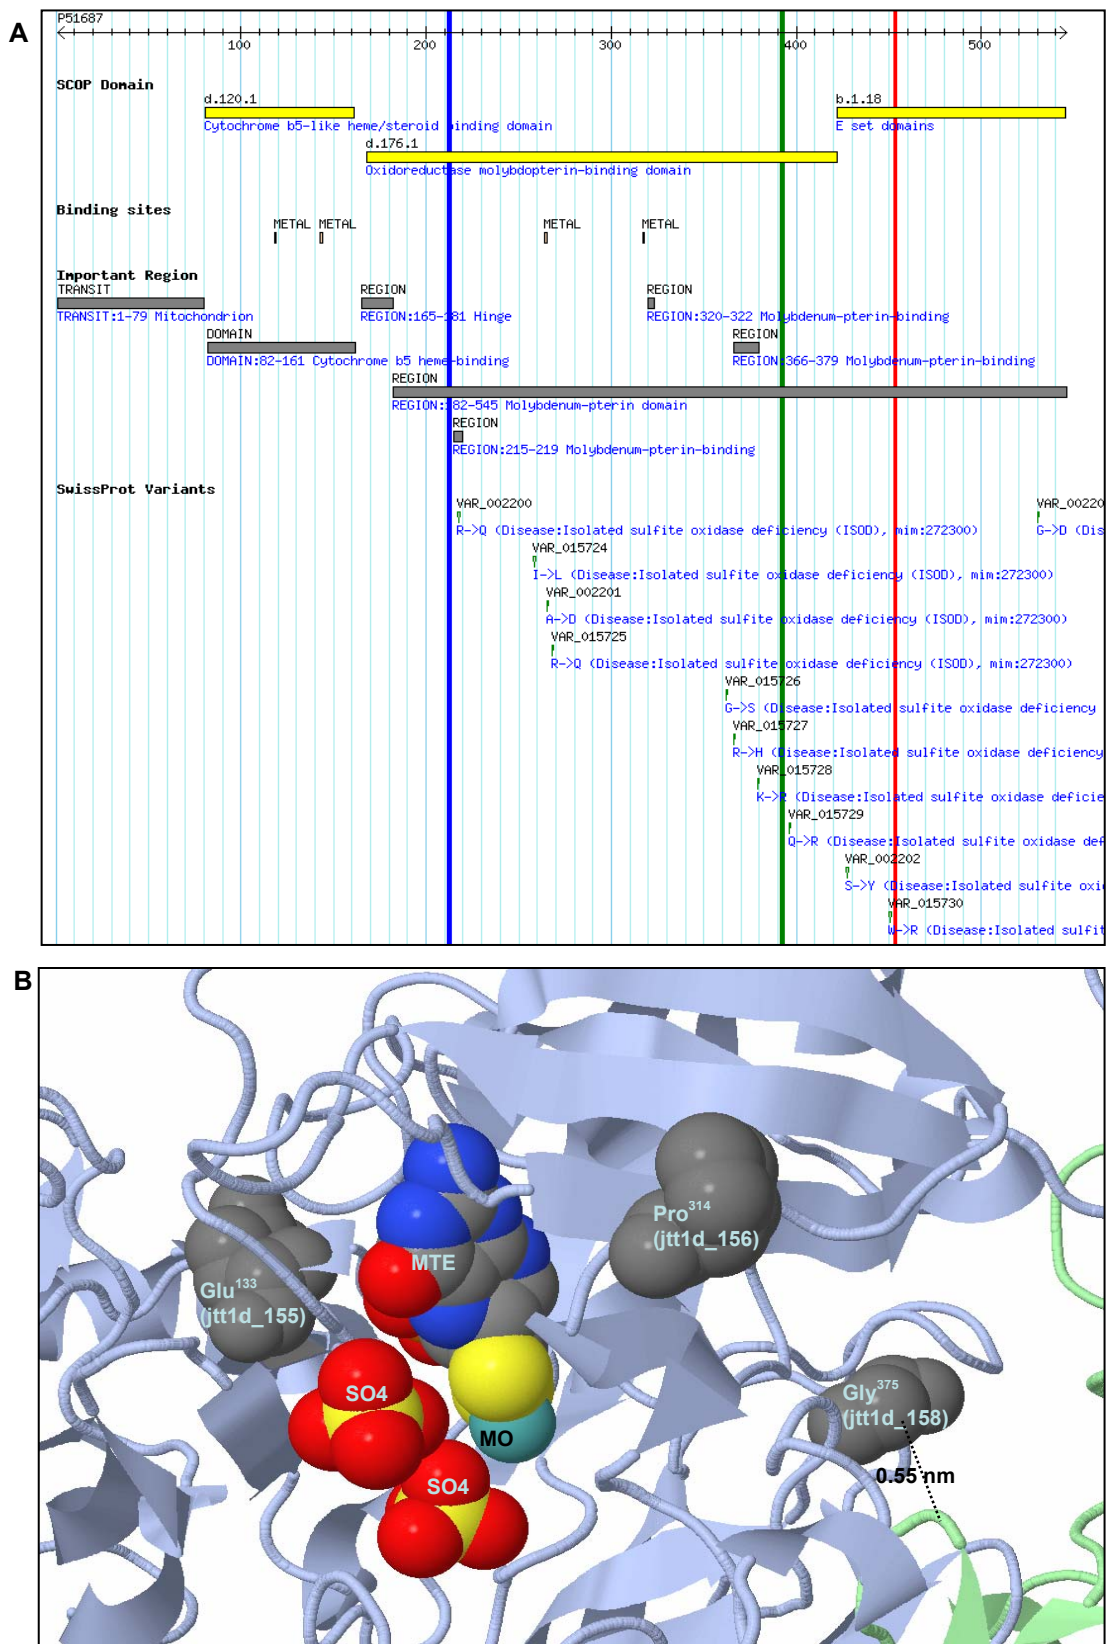 A
P51687
100 200 300 400 500
SCOP Domain
d.120.1 b.1.18
Cytochrome b5-like heme/steroid binding domain E set domains
d.176.1
Oxidoreductase molybdopterin-binding domain
Binding sites
METAL METAL METAL METAL
Important Region
TRANSIT REGION REGION
TRANSIT:1-79 Mitochondrion REGION:165-181 Hinge REGION:320-322 Molybdenum-pterin-binding
DOMAIN REGION
DOMAIN:82-161 Cytochrome b5 heme-binding REGION:366-379 Molybdenum-pterin-binding
REGION
REGION:182-545 Molybdenum-pterin domain
REGION
REGION:215-219 Molybdenum-pterin-binding
SwissProt Variants
VAR_002200 VAR_00220
R->Q (Disease:Isolated sulfite oxidase deficiency (ISOD), mim:272300) G->D (Dis
VAR_015724
I->L (Disease:Isolated sulfite oxidase deficiency (ISOD), mim:272300)
VAR_002201
A->D (Disease:Isolated sulfite oxidase deficiency (ISOD), mim:272300)
VAR_015725
R->Q (Disease:Isolated sulfite oxidase deficiency (ISOD), mim:272300)
VAR_015726
G->S (Disease:Isolated sulfite oxidase deficiency
VAR_015727
R->H (Disease:Isolated sulfite oxidase deficiency
VAR_015728
K->R (Disease:Isolated sulfite oxidase deficie
VAR_015729
Q->R (Disease:Isolated sulfite oxidase def
VAR_002202
S->Y (Disease:Isolated sulfite oxi
VAR_015730
W->R (Disease:Isolated sulfit
B
Pro314
(jtt1d_156)
MTE
Glu133
(jtt1d_155)
SO4
Gly375
(jtt1d_158)
MO
0.55 nm
SO4